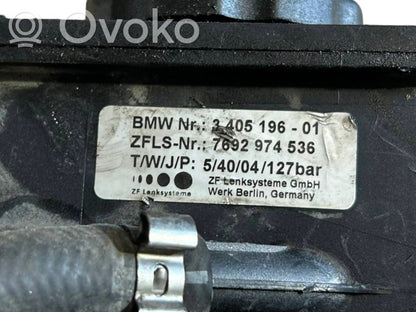 Ovoko
BMW Nr.: 3 405 196 - 01
ZFLS-Nr.: 7692 974 536
T/W/J/P: 5/40/04/127bar
ZF Lenksysteme GmbH
ZF Lenksysteme Werk Berlin, Germany